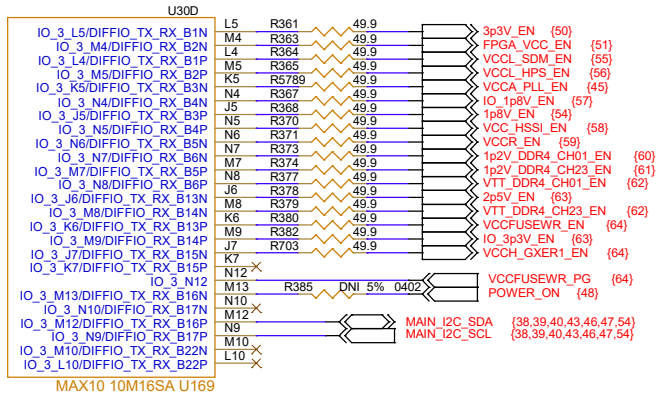 U30D
IO_3_L5/DIFFIO_TX_RX_B1N L5 R361 49.9 3p3V_EN {50}
IO_3_M4/DIFFIO_TX_RX_B2N M4 R363 49.9 FPGA_VCC_EN {51}
IO_3_L4/DIFFIO_TX_RX_B1P L4 R364 49.9 VCCL_SDM_EN {55}
IO_3_M5/DIFFIO_TX_RX_B2P M5 R365 49.9 VCCL_HPS_EN {56}
IO_3_K5/DIFFIO_TX_RX_B3N K5 R5789 49.9 VCCA_PLL_EN {45}
IO_3_N4/DIFFIO_TX_RX_B4N N4 R367 49.9 IO_1p8V_EN {57}
IO_3_J5/DIFFIO_TX_RX_B3P J5 R368 49.9 1p8V_EN {54}
IO_3_N5/DIFFIO_TX_RX_B4P N5 R370 49.9 VCC_HSSI_EN {58}
IO_3_N6/DIFFIO_TX_RX_B5N N6 R371 49.9 VCCR_EN {59}
IO_3_N7/DIFFIO_TX_RX_B6N N7 R373 49.9 1p2V_DDR4_CH01_EN {60}
IO_3_M7/DIFFIO_TX_RX_B5P M7 R374 49.9 1p2V_DDR4_CH23_EN {61}
IO_3_N8/DIFFIO_TX_RX_B6P N8 R377 49.9 VTT_DDR4_CH01_EN {62}
IO_3_J6/DIFFIO_TX_RX_B13N J6 R378 49.9 2p5V_EN {63}
IO_3_M8/DIFFIO_TX_RX_B14N M8 R379 49.9 VTT_DDR4_CH23_EN {62}
IO_3_K6/DIFFIO_TX_RX_B13P K6 R380 49.9 VCCFUSEWR_EN {64}
IO_3_M9/DIFFIO_TX_RX_B14P M9 R382 49.9 IO_3p3V_EN {63}
IO_3_J7/DIFFIO_TX_RX_B15N J7 R703 49.9 VCCH_GXER1_EN {64}
IO_3_K7/DIFFIO_TX_RX_B15P K7
IO_3_N12 N12 VCCFUSEWR_PG {64}
IO_3_M13/DIFFIO_TX_RX_B16N M13 R385 DNI 5% 0402 POWER_ON {48}
IO_3_N10/DIFFIO_TX_RX_B17N N10
IO_3_M12/DIFFIO_TX_RX_B16P M12 MAIN_I2C_SDA {38,39,40,43,46,47,54}
IO_3_N9/DIFFIO_TX_RX_B17P N9 MAIN_I2C_SCL {38,39,40,43,46,47,54}
IO_3_M10/DIFFIO_TX_RX_B22N M10
IO_3_L10/DIFFIO_TX_RX_B22P L10
MAX10 10M16SA U169